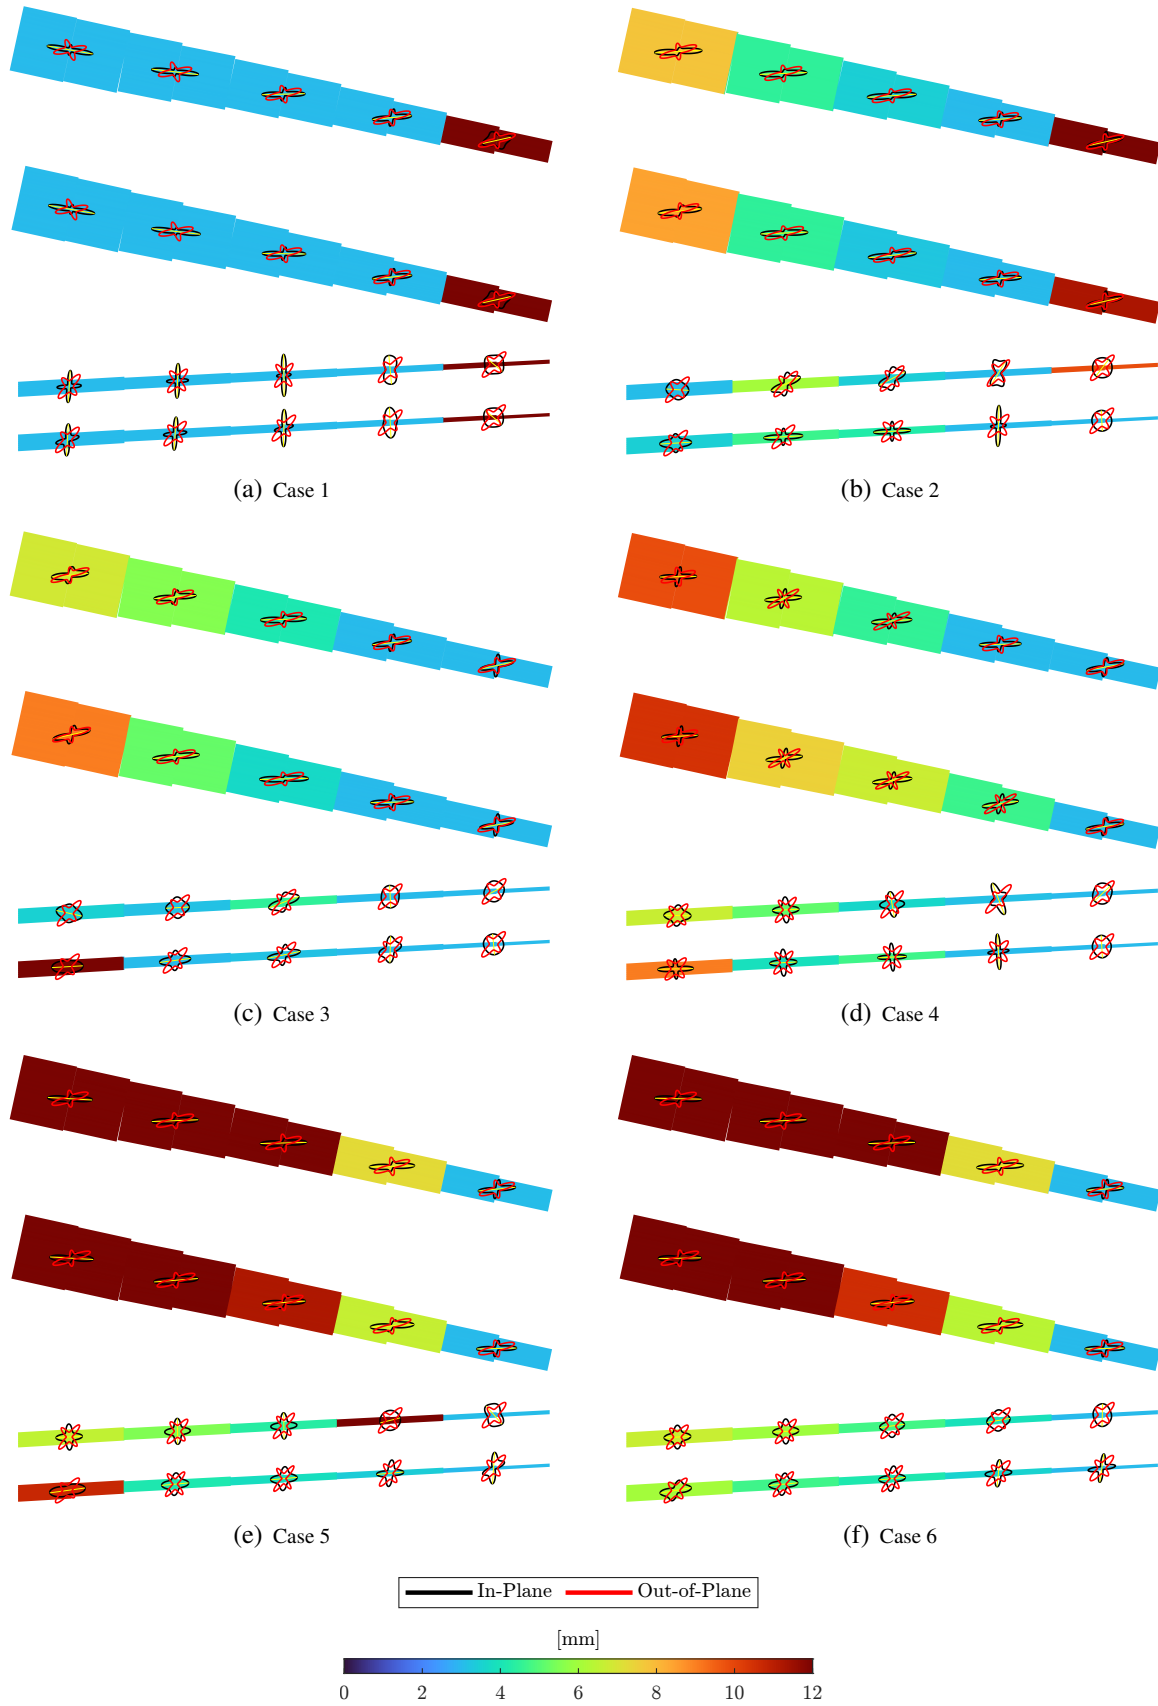 (a) Case 1
(b) Case 2
(c) Case 3
(d) Case 4
(e) Case 5
(f) Case 6
In-Plane Out-of-Plane
[mm]
0 2 4 6 8 10 12